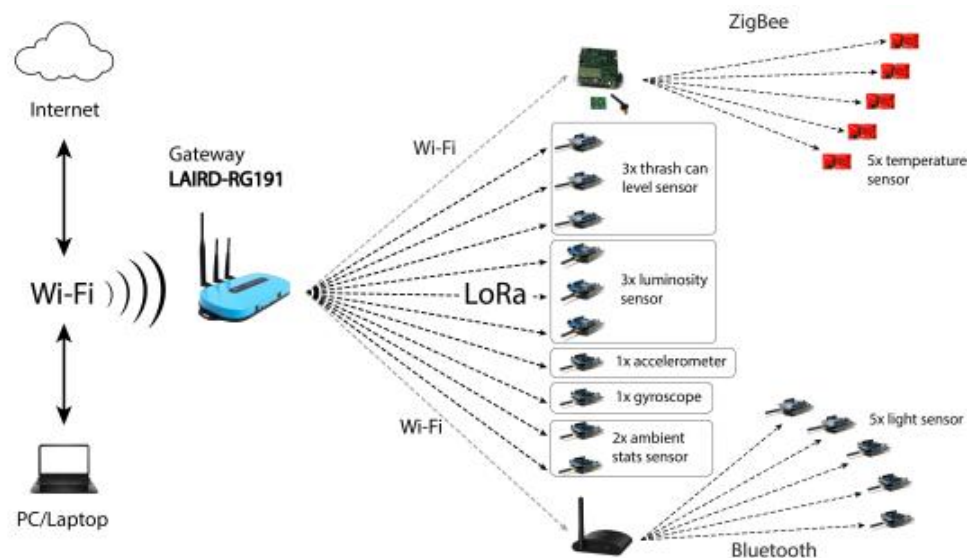 ZigBee
Internet
Wi-Fi
Gateway
LAIRD-RG191
5x temperature
sensor
3x thrash can
level sensor
Wi-Fi
LoRa
3x luminosity
sensor
1x accelerometer
1x gyroscope
Wi-Fi
2x ambient
stats sensor
5x light sensor
PC/Laptop
Bluetooth